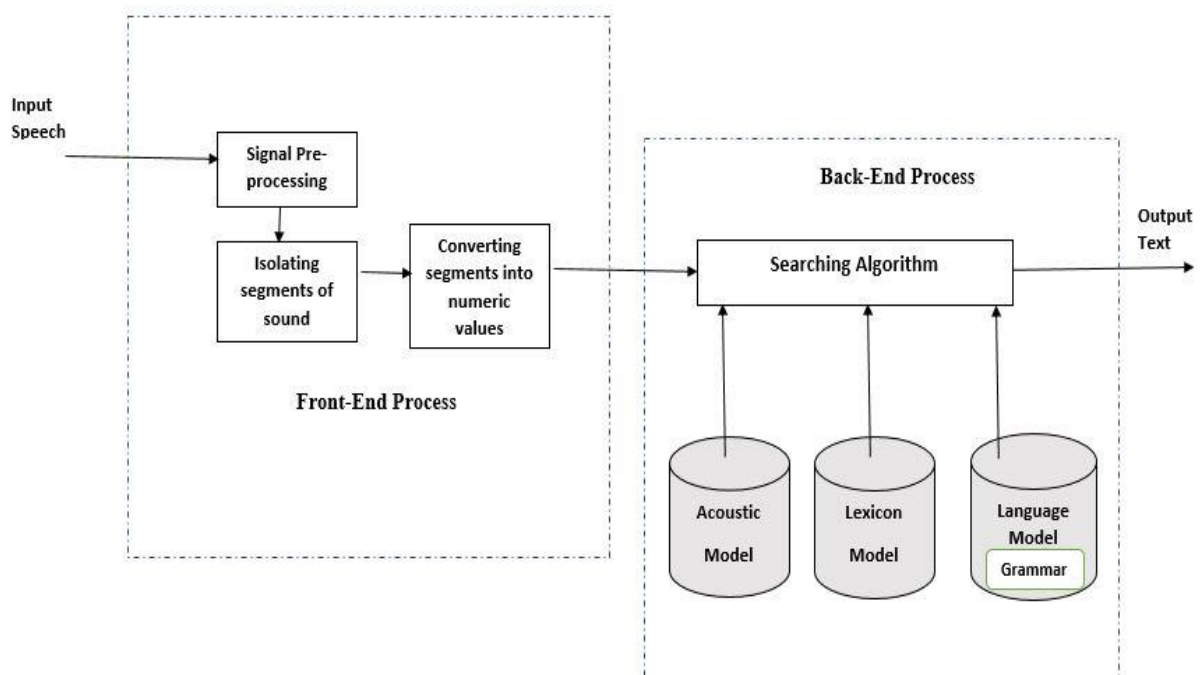 Input
Speech
Signal Pre-
processing
Isolating
segments of
sound
Converting
segments into
numeric
values
Front-End Process
Back-End Process
Searching Algorithm
Output
Text
Acoustic
Model
Lexicon
Model
Language
Model
Grammar